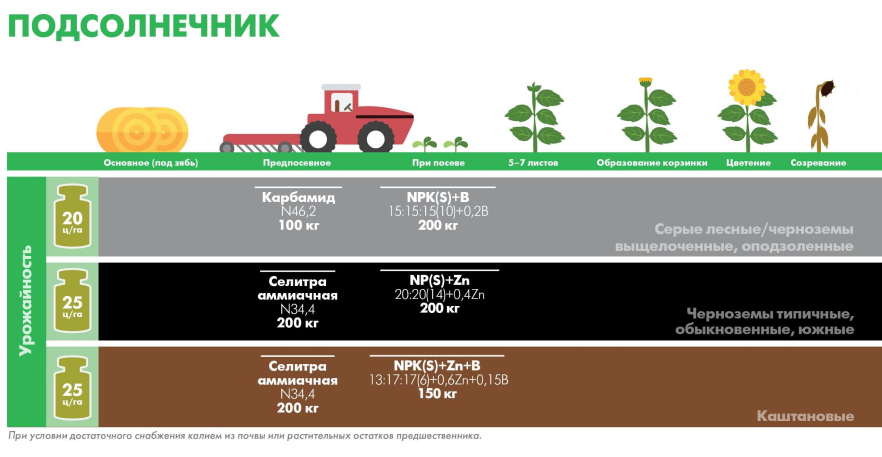 ПОДСОЛНЕЧНИК
Основное (под зябь)
Предпосевное
При посеве
5–7 листов
Образование корзинки
Цветение
Созревание
Урожайность
20
ц/га
Карбамид
N46,2
100 кг
NPK(S)+B
15:15:15(10)+0,2B
200 кг
Серые лесные/черноземы
выщелоченные, оподзоленные
25
ц/га
Селитра
аммиачная
N34,4
200 кг
NP(S)+Zn
20:20(14)+0,4Zn
200 кг
Черноземы типичные,
обыкновенные, южные
25
ц/га
Селитра
аммиачная
N34,4
200 кг
NPK(S)+Zn+B
13:17:17(6)+0,6Zn+0,15B
150 кг
Каштановые
При условии достаточного снабжения калием из почвы или растительных остатков предшественника.